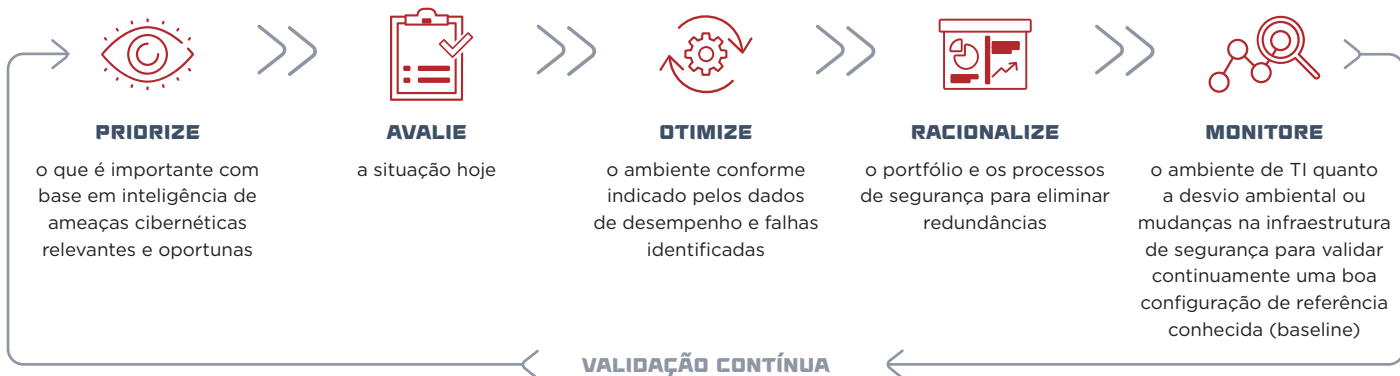 PRIORIZE
o que é importante com
base em inteligência de
ameaças cibernéticas
relevantes e oportunas
AVALIE
a situação hoje
OTIMIZE
o ambiente conforme
indicado pelos dados
de desempenho e falhas
identificadas
RACIONALIZE
o portfólio e os processos
de segurança para eliminar
redundâncias
MONITORE
o ambiente de TI quanto
a desvio ambiental ou
mudanças na infraestrutura
de segurança para validar
continuamente uma boa
configuração de referência
conhecida (baseline)
VALIDAÇÃO CONTÍNUA